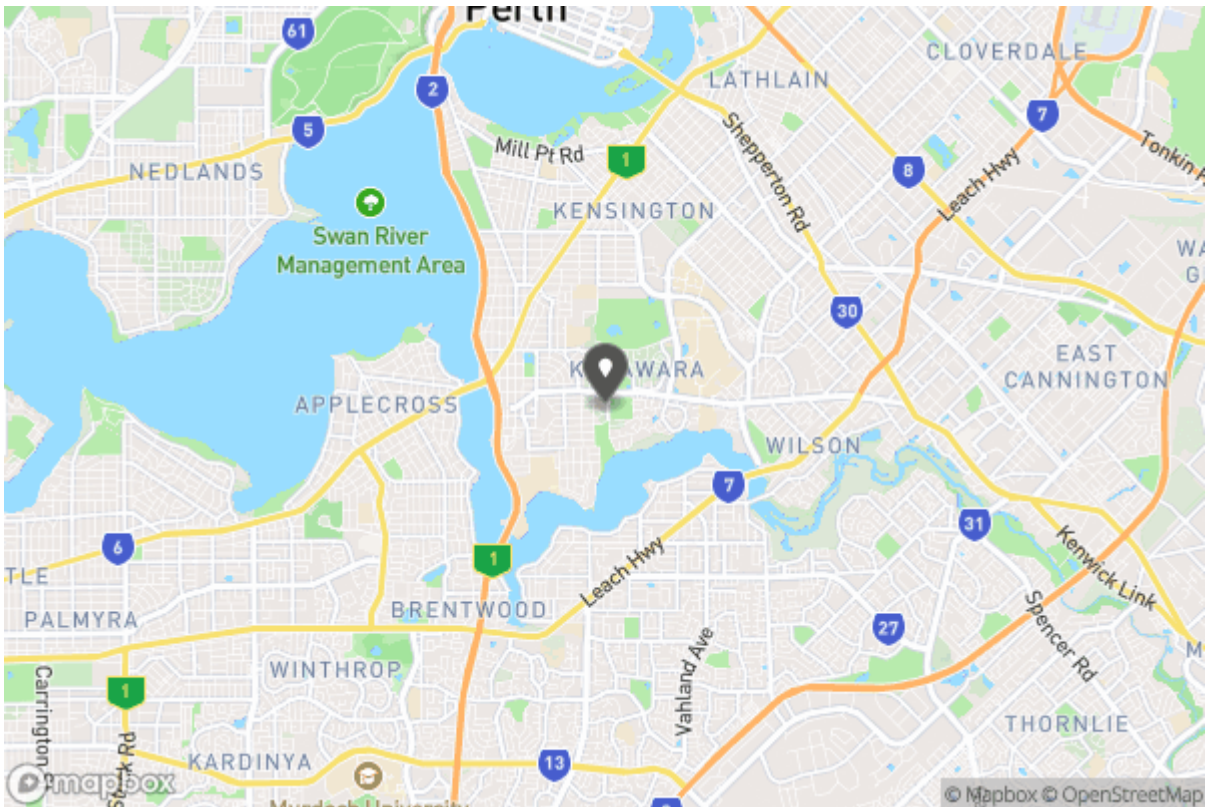 Perth
61
CLOVERDALE
2
LATHLAIN
7
5
Mill Pt Rd
1
Shepperton Rd
Tonkin
NEDLANDS
8
Leach Hwy
KENSINGTON
Swan River
Management Area
30
EAST
CANNINGTON
APPLECROSS
WILSON
7
31
6
1
Leach Hwy
Kenwick Link
BRENTWOOD
PALMYRA
27
Spencer Rd
Vahland Ave
WINTHROP
Carrington
1
THORNLIE
KARDINYA
13
mapbox
Murdoch University
© Mapbox © OpenStreetMap